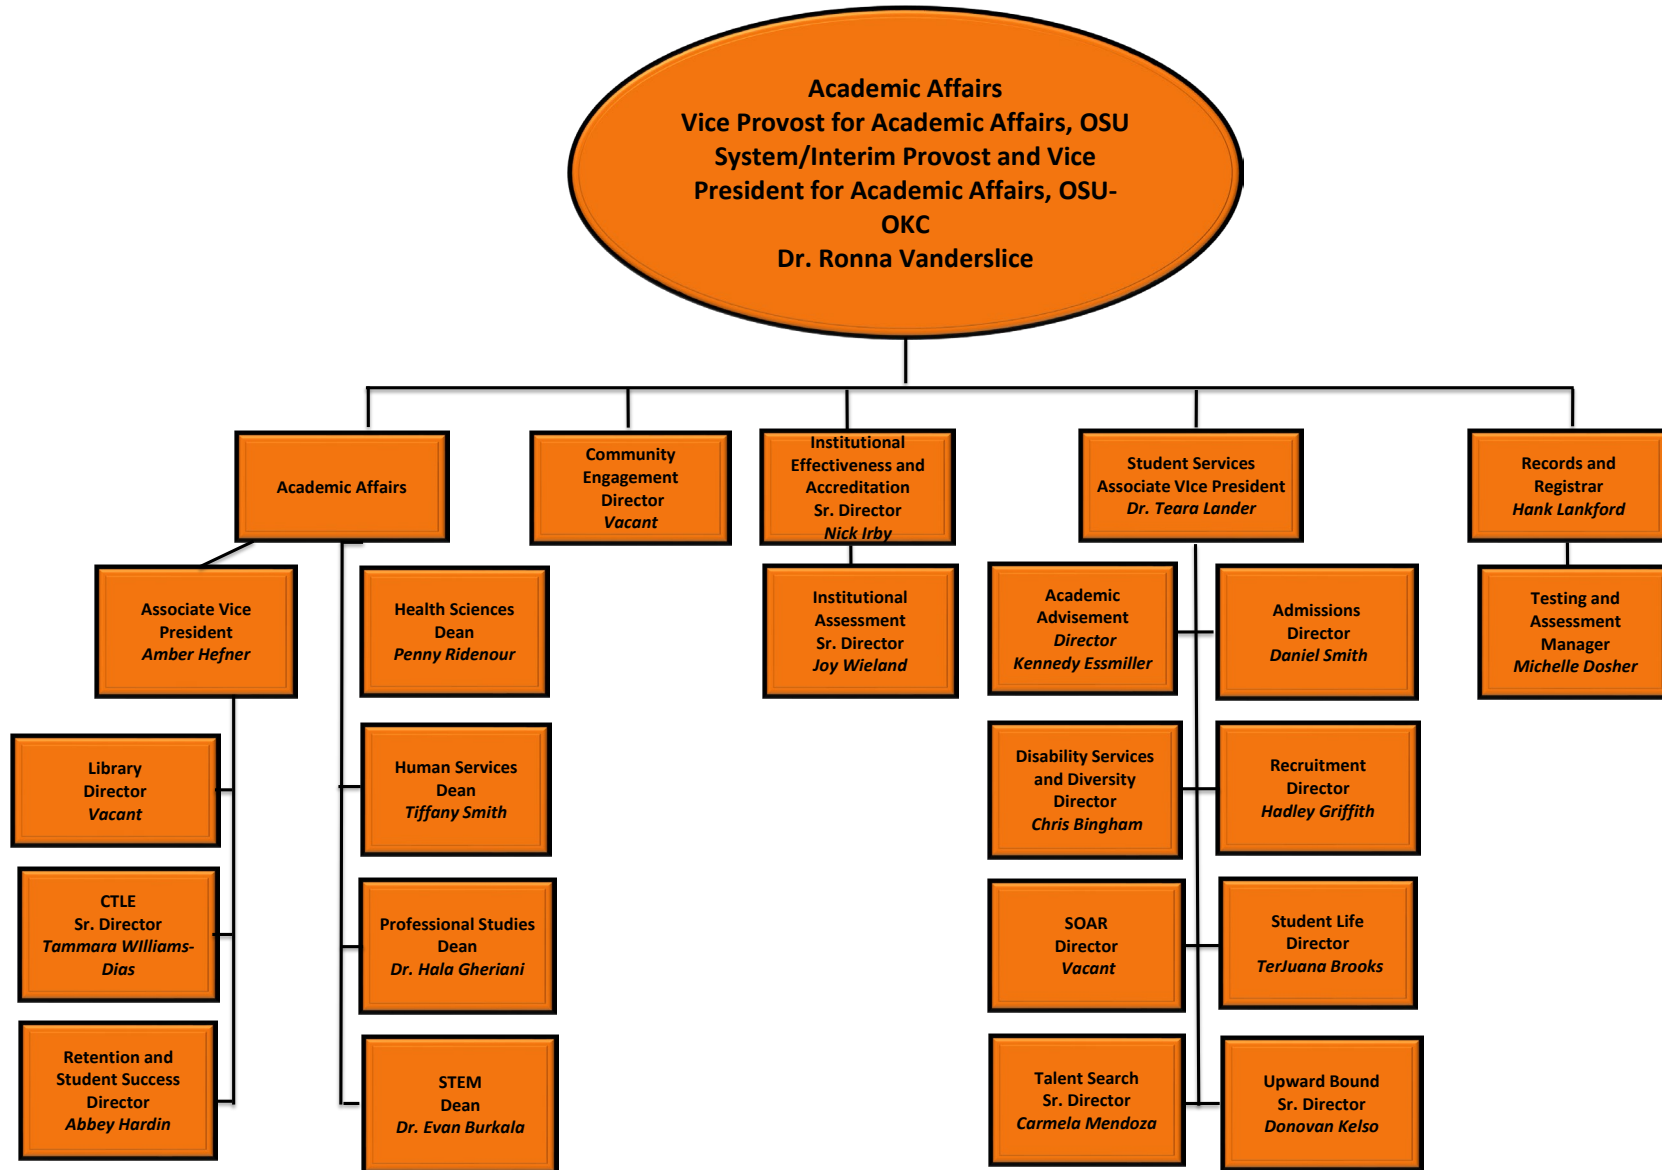 Academic Affairs
Vice Provost for Academic Affairs, OSU
System/Interim Provost and Vice
President for Academic Affairs, OSU-
OKC
Dr. Ronna Vanderslice
Academic Affairs
Community
Engagement
Director
Vacant
Institutional
Effectiveness and
Accreditation
Sr. Director
Nick Irby
Student Services
Associate VIce President
Dr. Teara Lander
Records and
Registrar
Hank Lankford
Associate Vice
President
Amber Hefner
Health Sciences
Dean
Penny Ridenour
Institutional
Assessment
Sr. Director
Joy Wieland
Academic
Advisement
Director
Kennedy Essmiller
Admissions
Director
Daniel Smith
Testing and
Assessment
Manager
Michelle Dosher
Library
Director
Vacant
Human Services
Dean
Tiffany Smith
Disability Services
and Diversity
Director
Chris Bingham
Recruitment
Director
Hadley Griffith
CTLE
Sr. Director
Tammara WIlliams-
Dias
Professional Studies
Dean
Dr. Hala Gheriani
SOAR
Director
Vacant
Student Life
Director
TerJuana Brooks
Retention and
Student Success
Director
Abbey Hardin
STEM
Dean
Dr. Evan Burkala
Talent Search
Sr. Director
Carmela Mendoza
Upward Bound
Sr. Director
Donovan Kelso